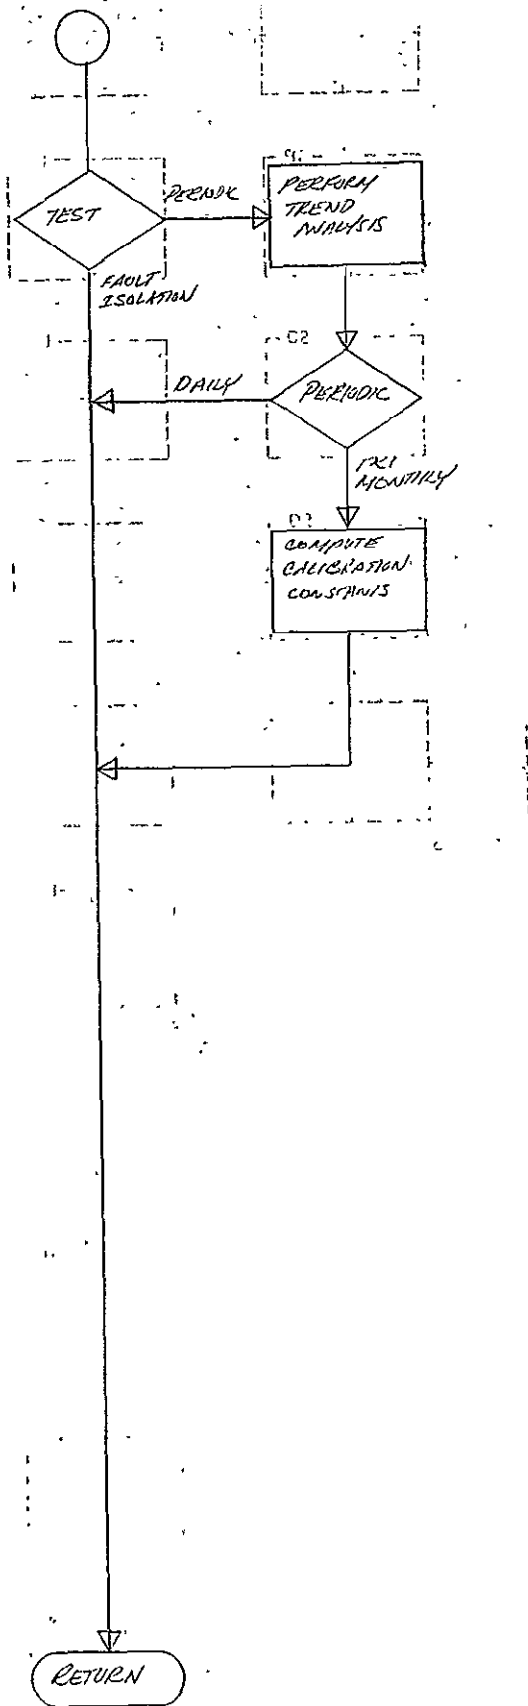 TEST
PERIODIC
PERFORM
TREND
ANALYSIS
FAULT
ISOLATION
C2
DAILY
PERIODIC
MONTHLY
COMPUTE
CALIBRATION
CONSTANTS
RETURN